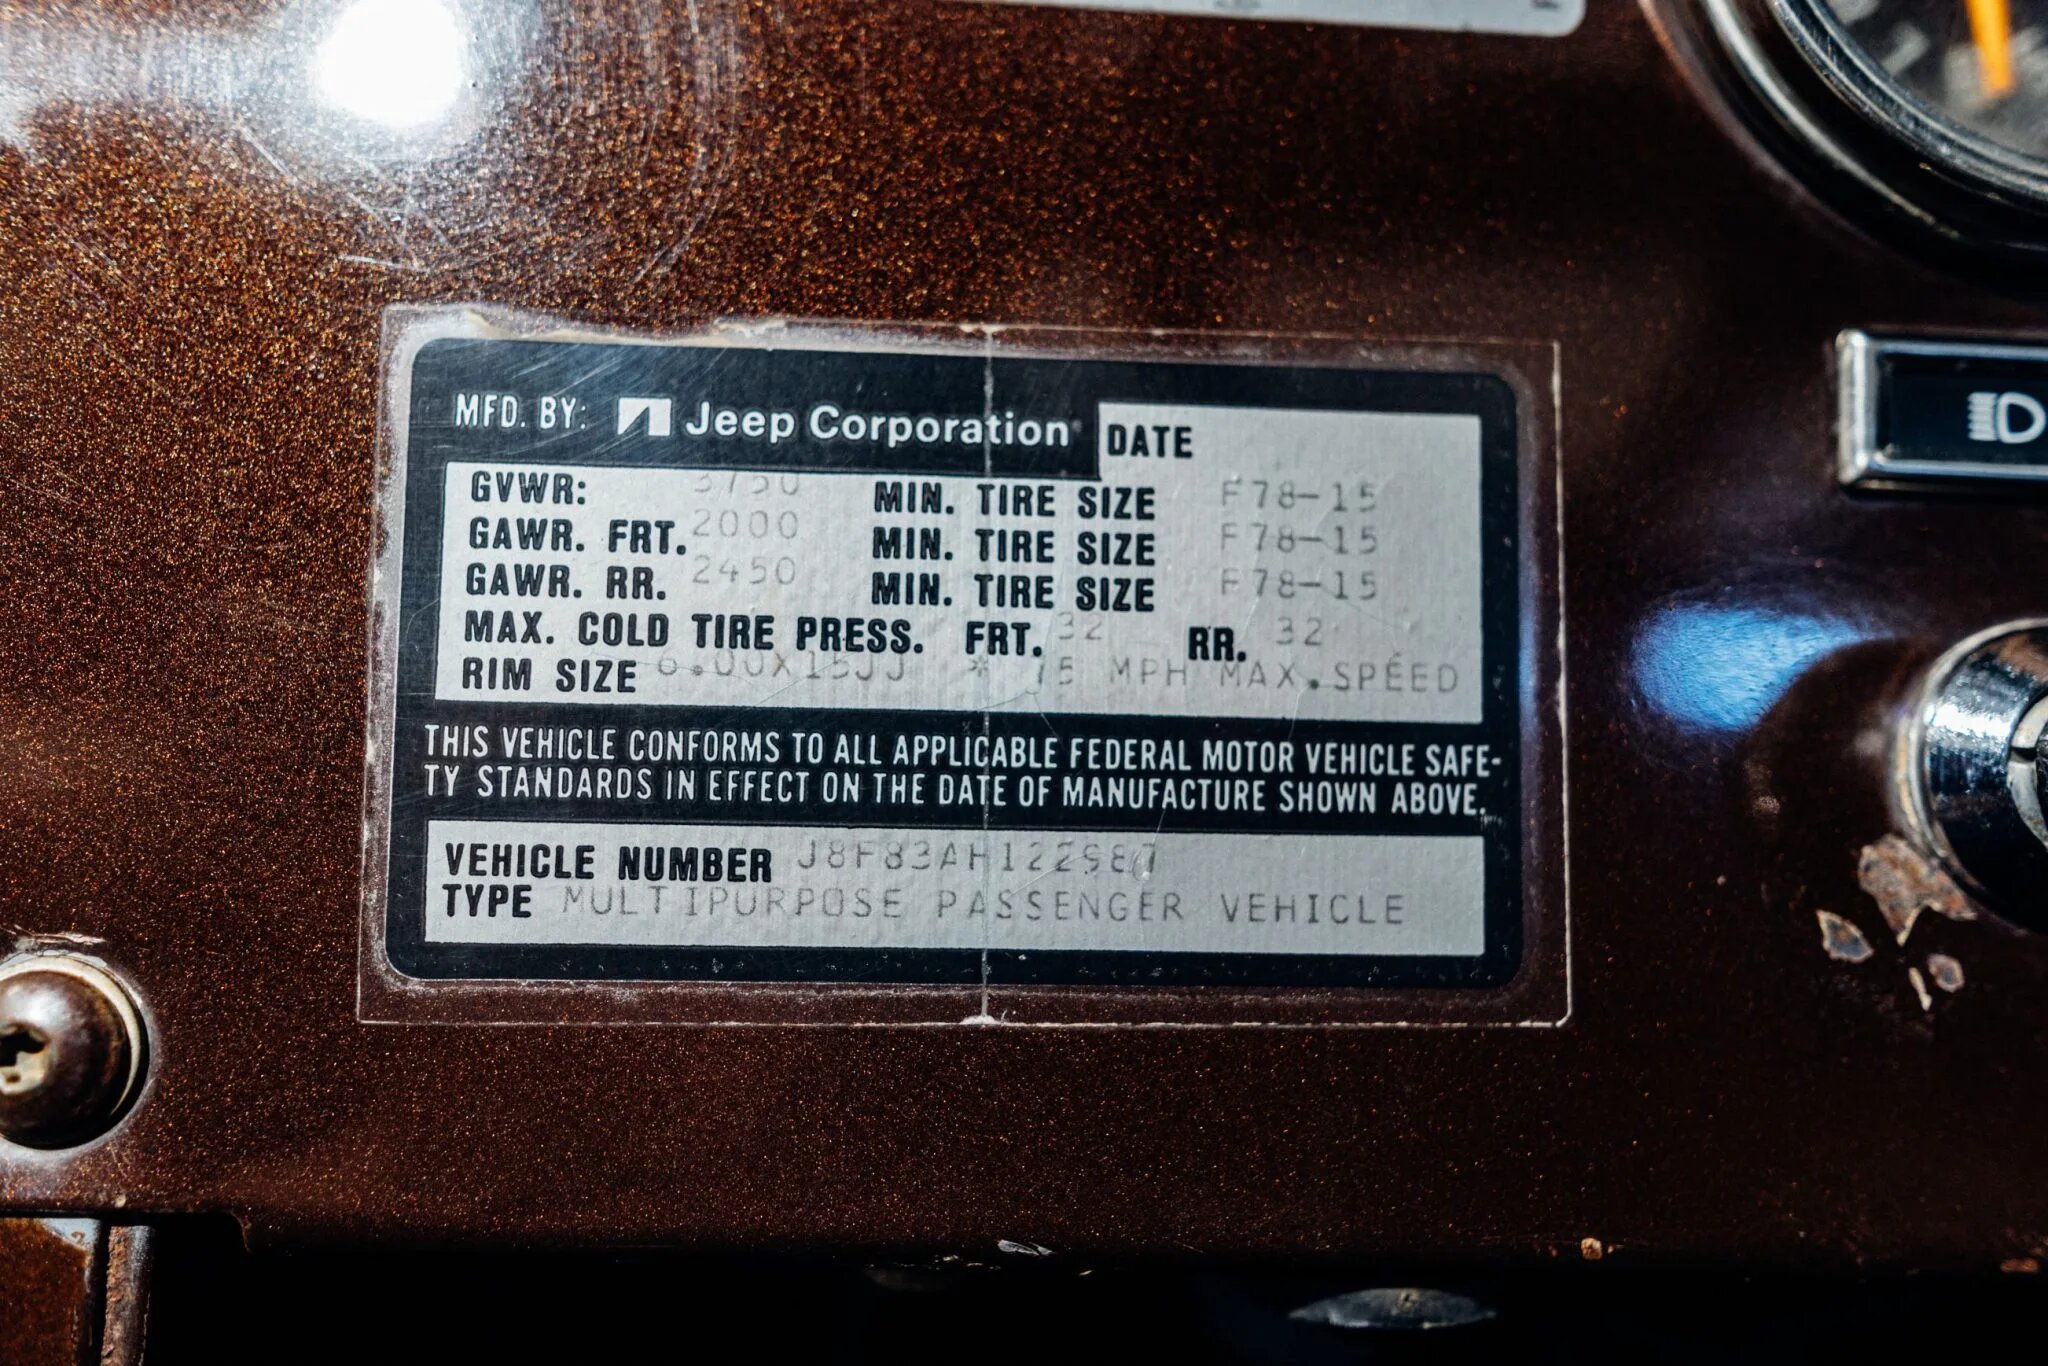 MFD. BY: Jeep Corporation DATE
GVWR: 3750 MIN. TIRE SIZE F78-15
GAWR. FRT. 2000 MIN. TIRE SIZE F78-15
GAWR. RR. 2450 MIN. TIRE SIZE F78-15
MAX. COLD TIRE PRESS. FRT. 32 RR. 32
RIM SIZE 6.00X15JJ * 75 MPH MAX.SPEED
THIS VEHICLE CONFORMS TO ALL APPLICABLE FEDERAL MOTOR VEHICLE SAFE-
TY STANDARDS IN EFFECT ON THE DATE OF MANUFACTURE SHOWN ABOVE.
VEHICLE NUMBER
TYPE MULTIPURPOSE PASSENGER VEHICLE